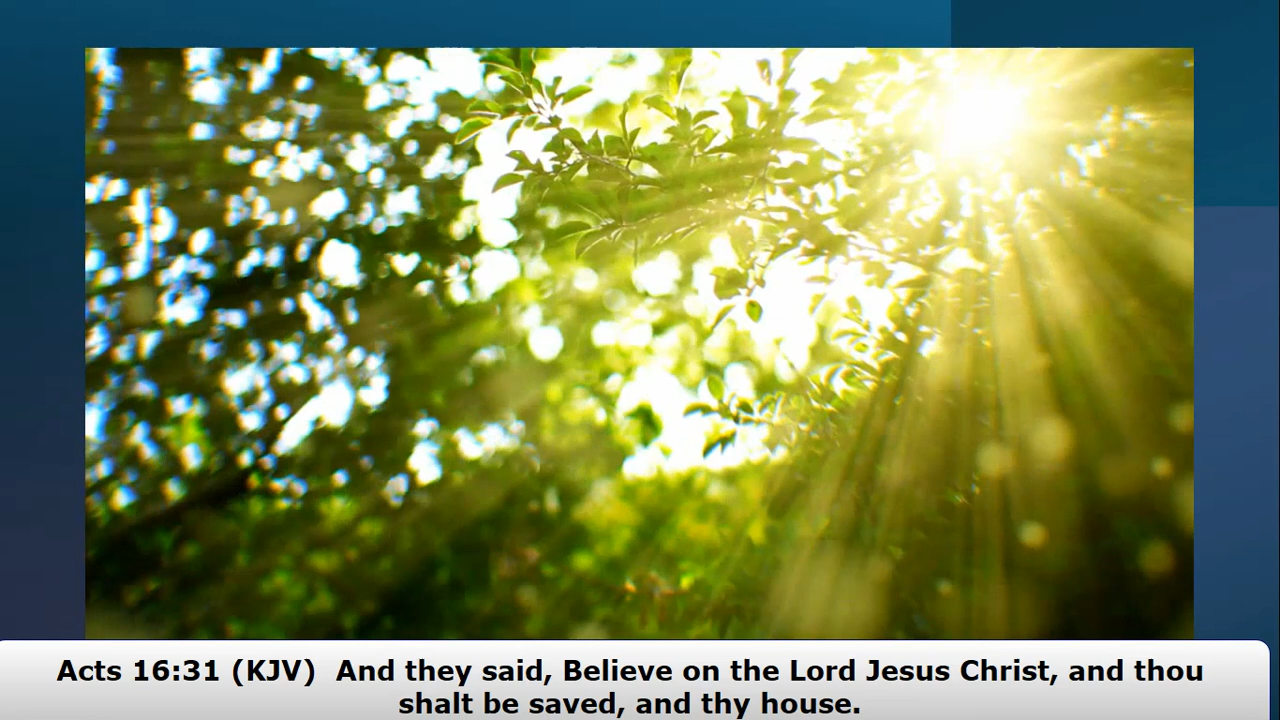 Acts 16:31 (KJV)  And they said, Believe on the Lord Jesus Christ, and thou
shalt be saved, and thy house.